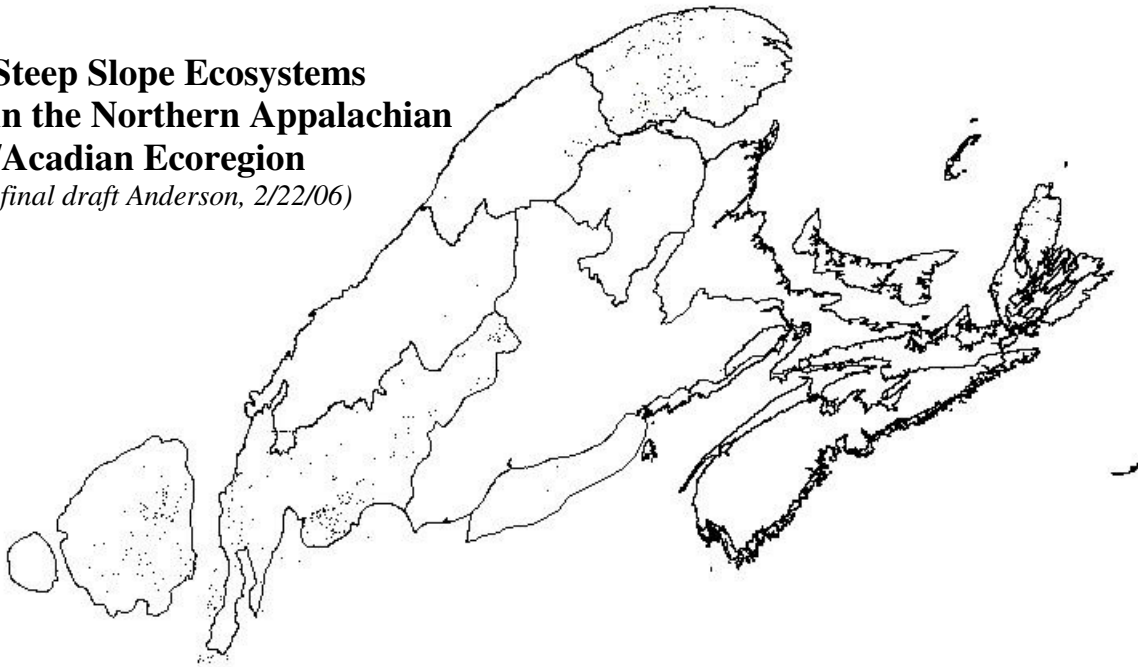 Steep Slope Ecosystems
in the Northern Appalachian
/Acadian Ecoregion
(final draft Anderson, 2/22/06)